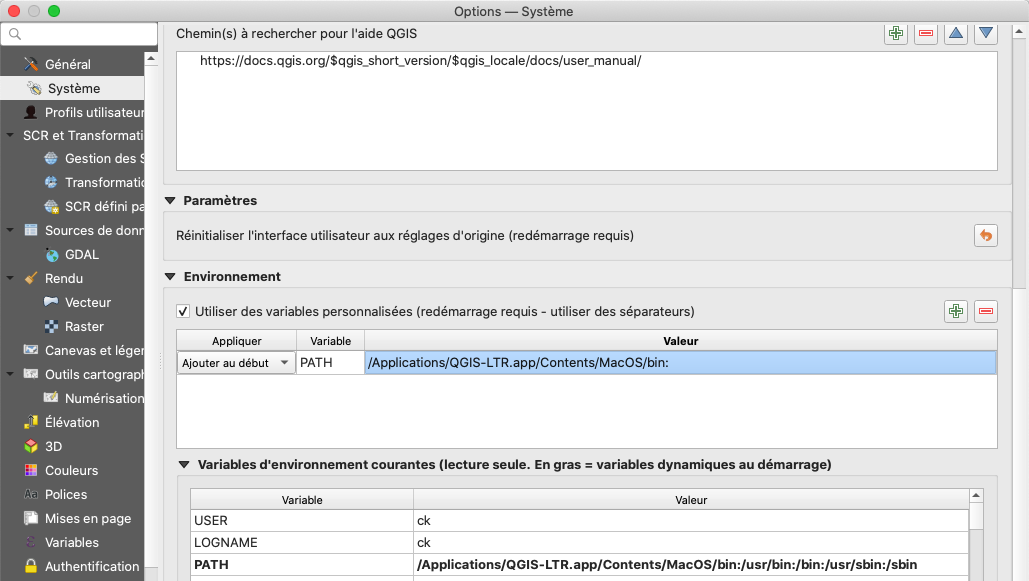 Options — Système
Chemin(s) à rechercher pour l'aide QGIS
https://docs.qgis.org/$qgis_short_version/$qgis_locale/docs/user_manual/
Général
Système
Profils utilisateur
SCR et Transformati
Gestion des S
Transformatio
SCR défini pa
Sources de donn
GDAL
Rendu
Vecteur
Raster
Canevas et léger
Outils cartograph
Numérisation
Élévation
3D
Couleurs
Aa Polices
Mises en page
ε Variables
Authentification
Paramètres
Réinitialiser l'interface utilisateur aux réglages d'origine (redémarrage requis)
Environnement
Utiliser des variables personnalisées (redémarrage requis - utiliser des séparateurs)
Appliquer Variable Valeur
Ajouter au début PATH /Applications/QGIS-LTR.app/Contents/MacOS/bin:
Variables d'environnement courantes (lecture seule. En gras = variables dynamiques au démarrage)
Variable Valeur
USER ck
LOGNAME ck
PATH /Applications/QGIS-LTR.app/Contents/MacOS/bin:/usr/bin:/bin:/usr/sbin:/sbin